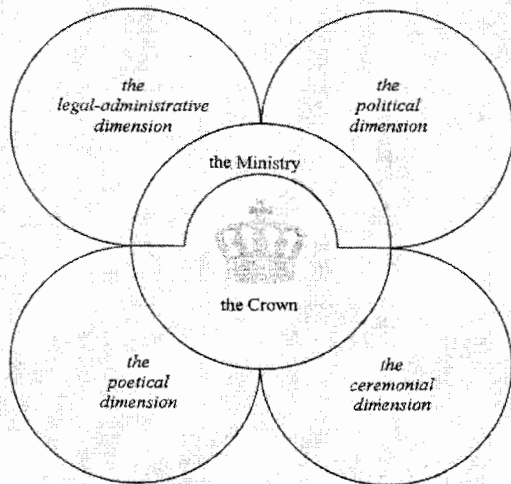 the
legal-administrative
dimension
the
political
dimension
the Ministry
the Crown
the
poetical
dimension
the
ceremonial
dimension